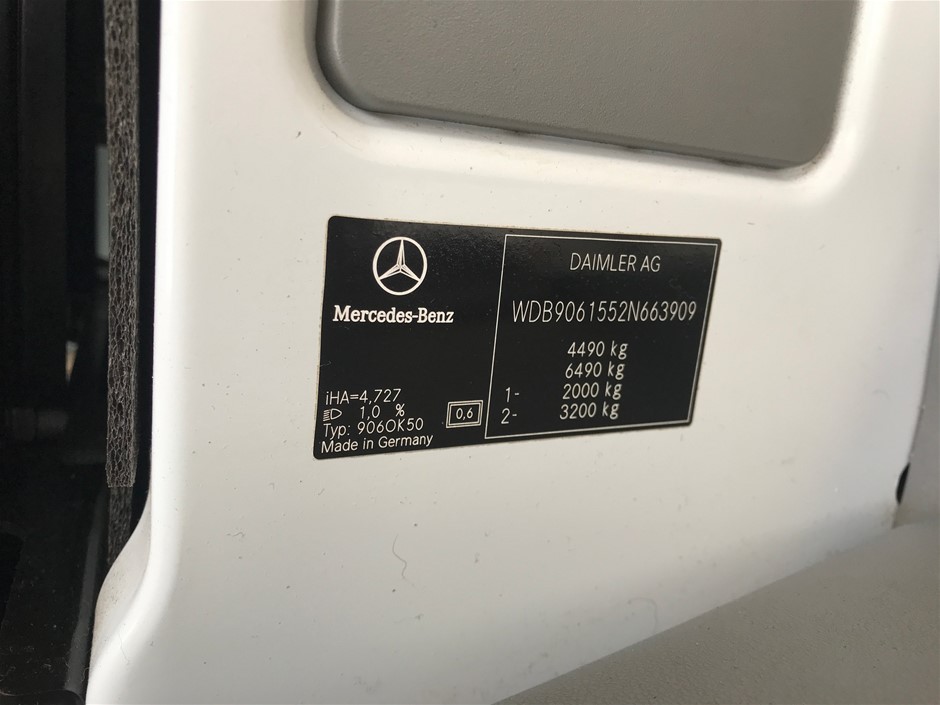 Mercedes-Benz
iHA=4,727
1,0 %
Typ: 906OK50
Made in Germany
0,6
DAIMLER AG
WDB9061552N663909
4490 kg
6490 kg
1- 2000 kg
2- 3200 kg